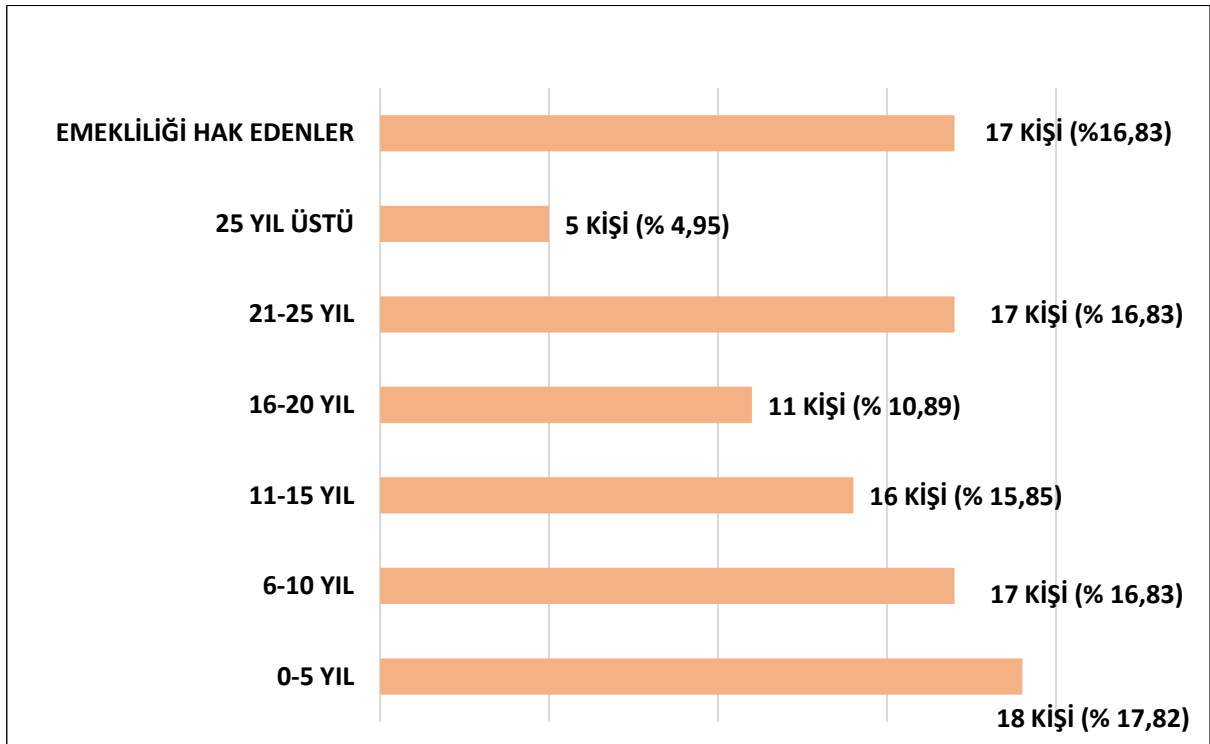 EMEKLİLİĞİ HAK EDENLER 17 KİŞİ (%16,83)
25 YIL ÜSTÜ 5 KİŞİ (% 4,95)
21-25 YIL 17 KİŞİ (% 16,83)
16-20 YIL 11 KİŞİ (% 10,89)
11-15 YIL 16 KİŞİ (% 15,85)
6-10 YIL 17 KİŞİ (% 16,83)
0-5 YIL 18 KİŞİ (% 17,82)